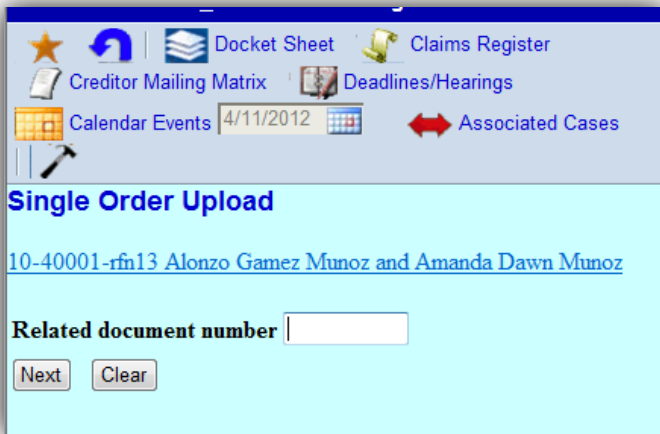 Docket Sheet Claims Register
Creditor Mailing Matrix Deadlines/Hearings
Calendar Events 4/11/2012 Associated Cases
Single Order Upload
10-40001-rfn13 Alonzo Gamez Munoz and Amanda Dawn Munoz
Related document number
Next Clear